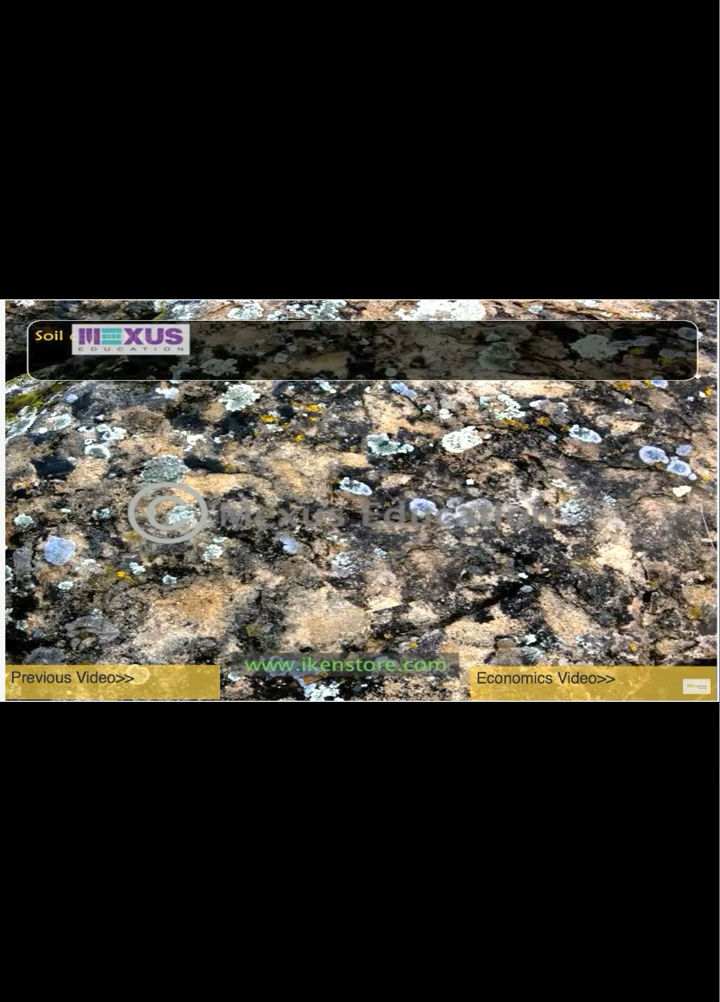 Soil
MEXUS
EDUCATION
© Mexus Education
www.ikenstore.com
Previous Video>>
Economics Video>>